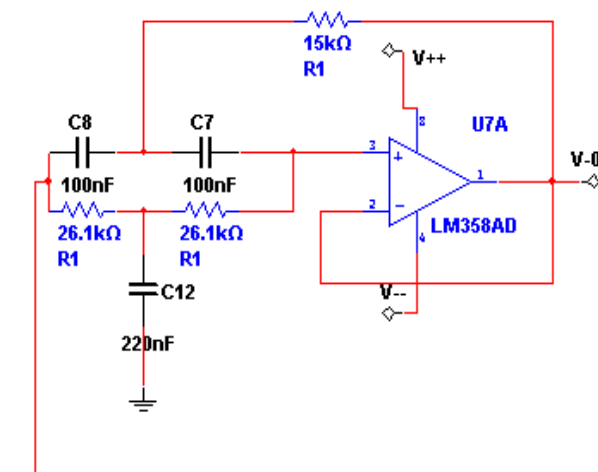 15kΩ
R1
V++
8
U7A
C8
C7
3
+
1
V-0
100nF
100nF
2
−
LM358AD
26.1kΩ
26.1kΩ
R1
R1
4
C12
V--
220nF